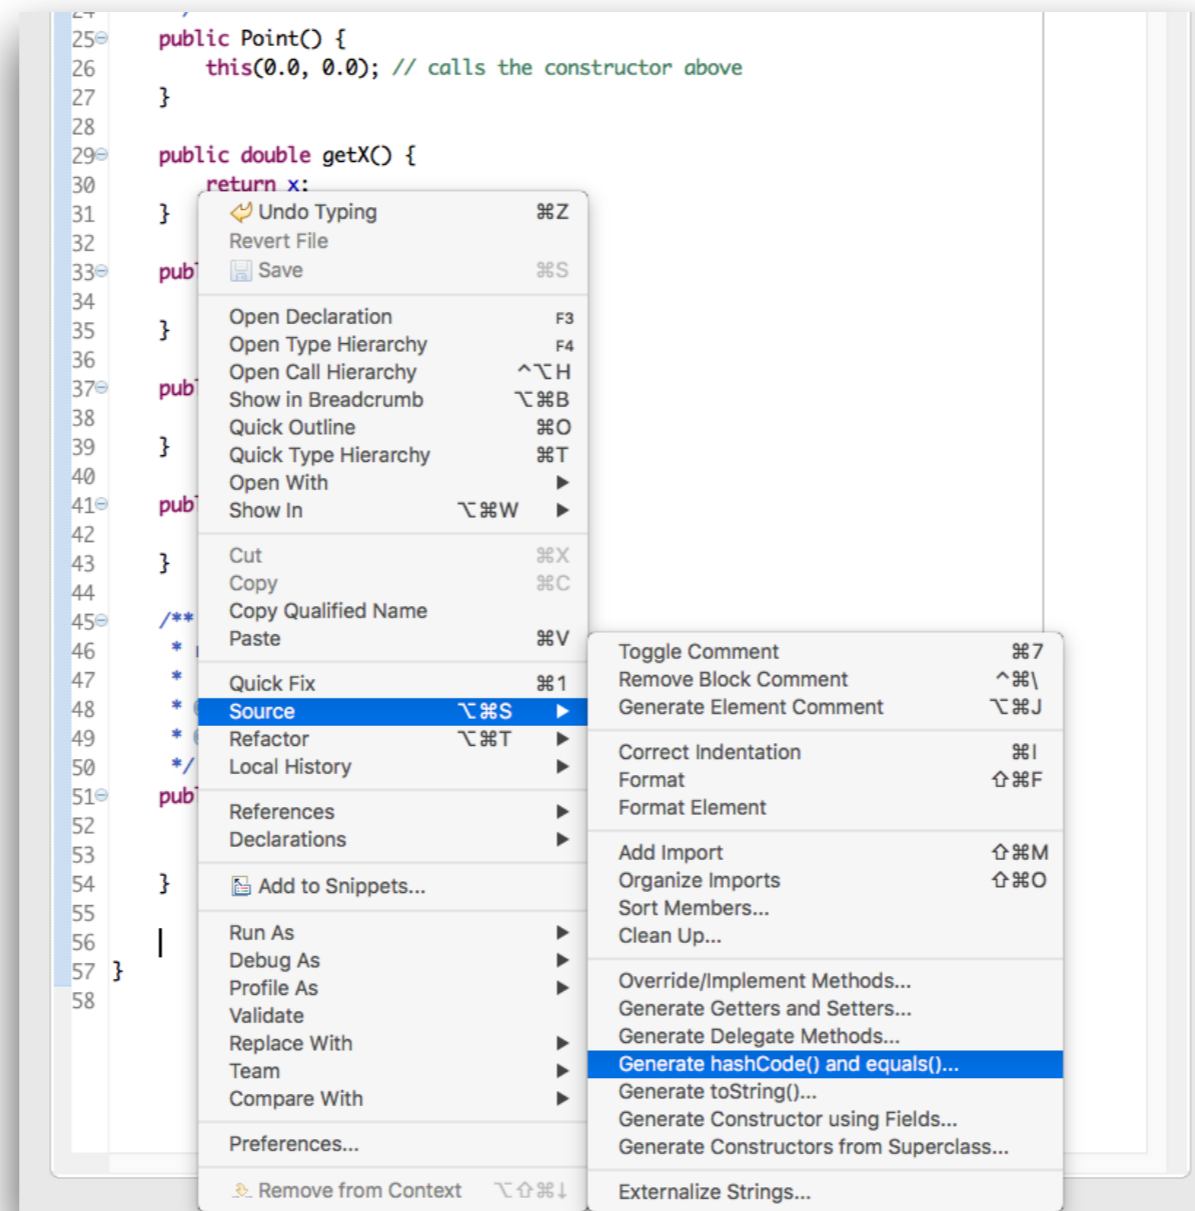 25 public Point() {
26 this(0.0, 0.0); // calls the constructor above
27 }
28
29 public double getX() {
30 return x;
31 }
32
33
34
35 }
36
37
38
39 }
40
41
42
43 }
44
45 /**
46 *
47 *
48 *
49 *
50 */
51
52
53
54 }
55
56
57 }
58
Undo Typing ⌘Z
Revert File
Save ⌘S
Open Declaration F3
Open Type Hierarchy F4
Open Call Hierarchy ^⌥H
Show in Breadcrumb ⌥⌘B
Quick Outline ⌘O
Quick Type Hierarchy ⌘T
Open With ▶
Show In ⌥⌘W ▶
Cut ⌘X
Copy ⌘C
Copy Qualified Name
Paste ⌘V
Quick Fix ⌘1
Source ⌥⌘S ▶
Refactor ⌥⌘T ▶
Local History ▶
References ▶
Declarations ▶
Add to Snippets...
Run As ▶
Debug As ▶
Profile As ▶
Validate
Replace With ▶
Team ▶
Compare With ▶
Preferences...
Remove from Context ⌥⇧⌘↓
Toggle Comment ⌘7
Remove Block Comment ^⌘\
Generate Element Comment ⌥⌘J
Correct Indentation ⌘I
Format ⇧⌘F
Format Element
Add Import ⇧⌘M
Organize Imports ⇧⌘O
Sort Members...
Clean Up...
Override/Implement Methods...
Generate Getters and Setters...
Generate Delegate Methods...
Generate hashCode() and equals()...
Generate toString()...
Generate Constructor using Fields...
Generate Constructors from Superclass...
Externalize Strings...